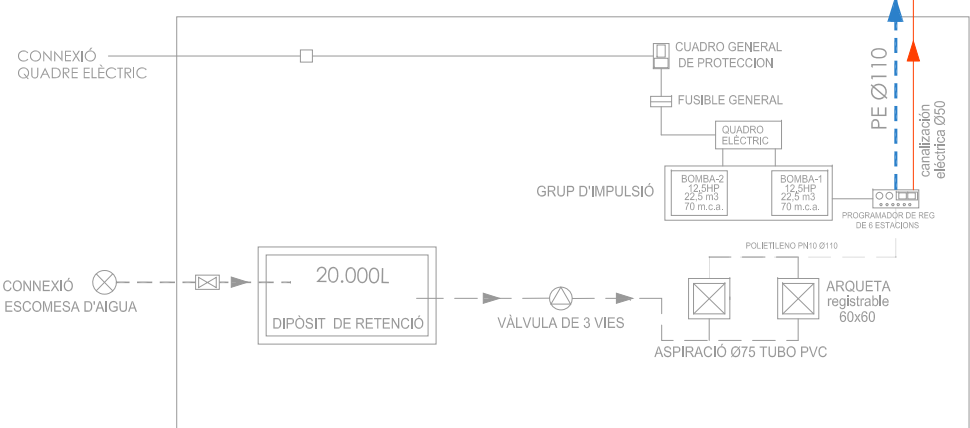 CONNEXIÓ
QUADRE ELÈCTRIC
CUADRO GENERAL
DE PROTECCION
FUSIBLE GENERAL
QUADRO
ELÈCTRIC
GRUP D'IMPULSIÓ
BOMBA-2
12,5HP
22,5 m3
70 m.c.a.
BOMBA-1
12,5HP
22,5 m3
70 m.c.a.
PE Ø110
canalización
eléctrica Ø50
PROGRAMADOR DE REG
DE 6 ESTACIONS
POLIETILENO PN10 Ø110
CONNEXIÓ
ESCOMESA D'AIGUA
20.000L
DIPÒSIT DE RETENCIÓ
VÀLVULA DE 3 VIES
ARQUETA
registrable
60x60
ASPIRACIÓ Ø75 TUBO PVC